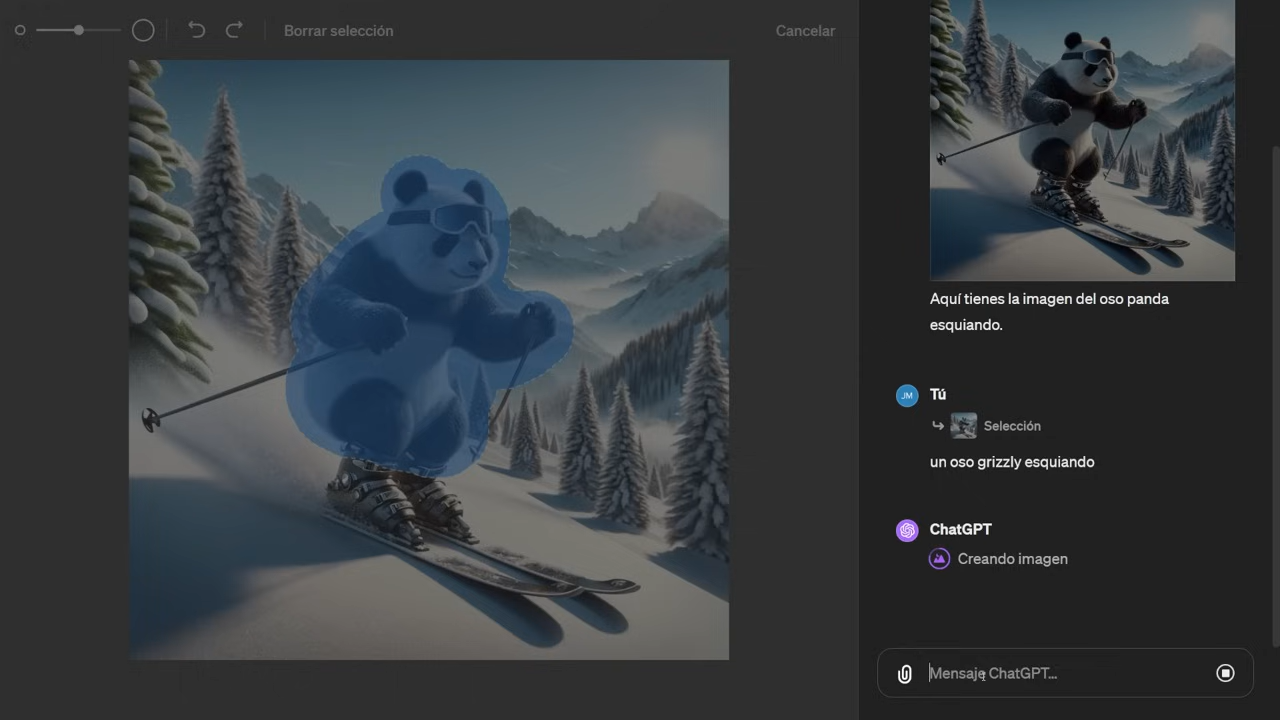 Borrar selección
Cancelar
Aquí tienes la imagen del oso panda
esquiando.
JM
Tú
Selección
un oso grizzly esquiando
ChatGPT
Creando imagen
Mensaje ChatGPT...